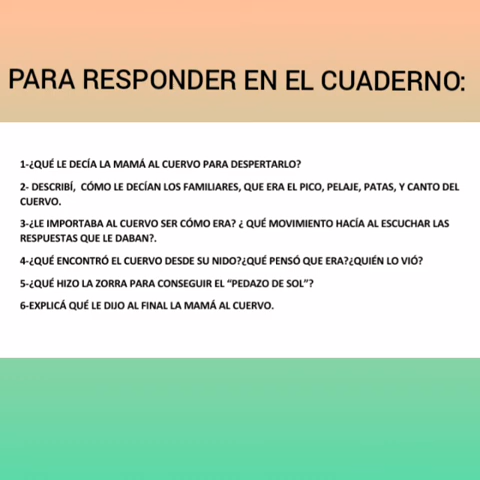 PARA RESPONDER EN EL CUADERNO:
1-¿QUÉ LE DECÍA LA MAMÁ AL CUERVO PARA DESPERTARLO?
2- DESCRIBÍ,  CÓMO LE DECÍAN LOS FAMILIARES, QUE ERA EL PICO, PELAJE, PATAS, Y CANTO DEL
CUERVO.
3-¿LE IMPORTABA AL CUERVO SER CÓMO ERA? ¿ QUÉ MOVIMIENTO HACÍA AL ESCUCHAR LAS
RESPUESTAS QUE LE DABAN?.
4-¿QUÉ ENCONTRÓ EL CUERVO DESDE SU NIDO?¿QUÉ PENSÓ QUE ERA?¿QUIÉN LO VIÓ?
5-¿QUÉ HIZO LA ZORRA PARA CONSEGUIR EL “PEDAZO DE SOL”?
6-EXPLICÁ QUÉ LE DIJO AL FINAL LA MAMÁ AL CUERVO.